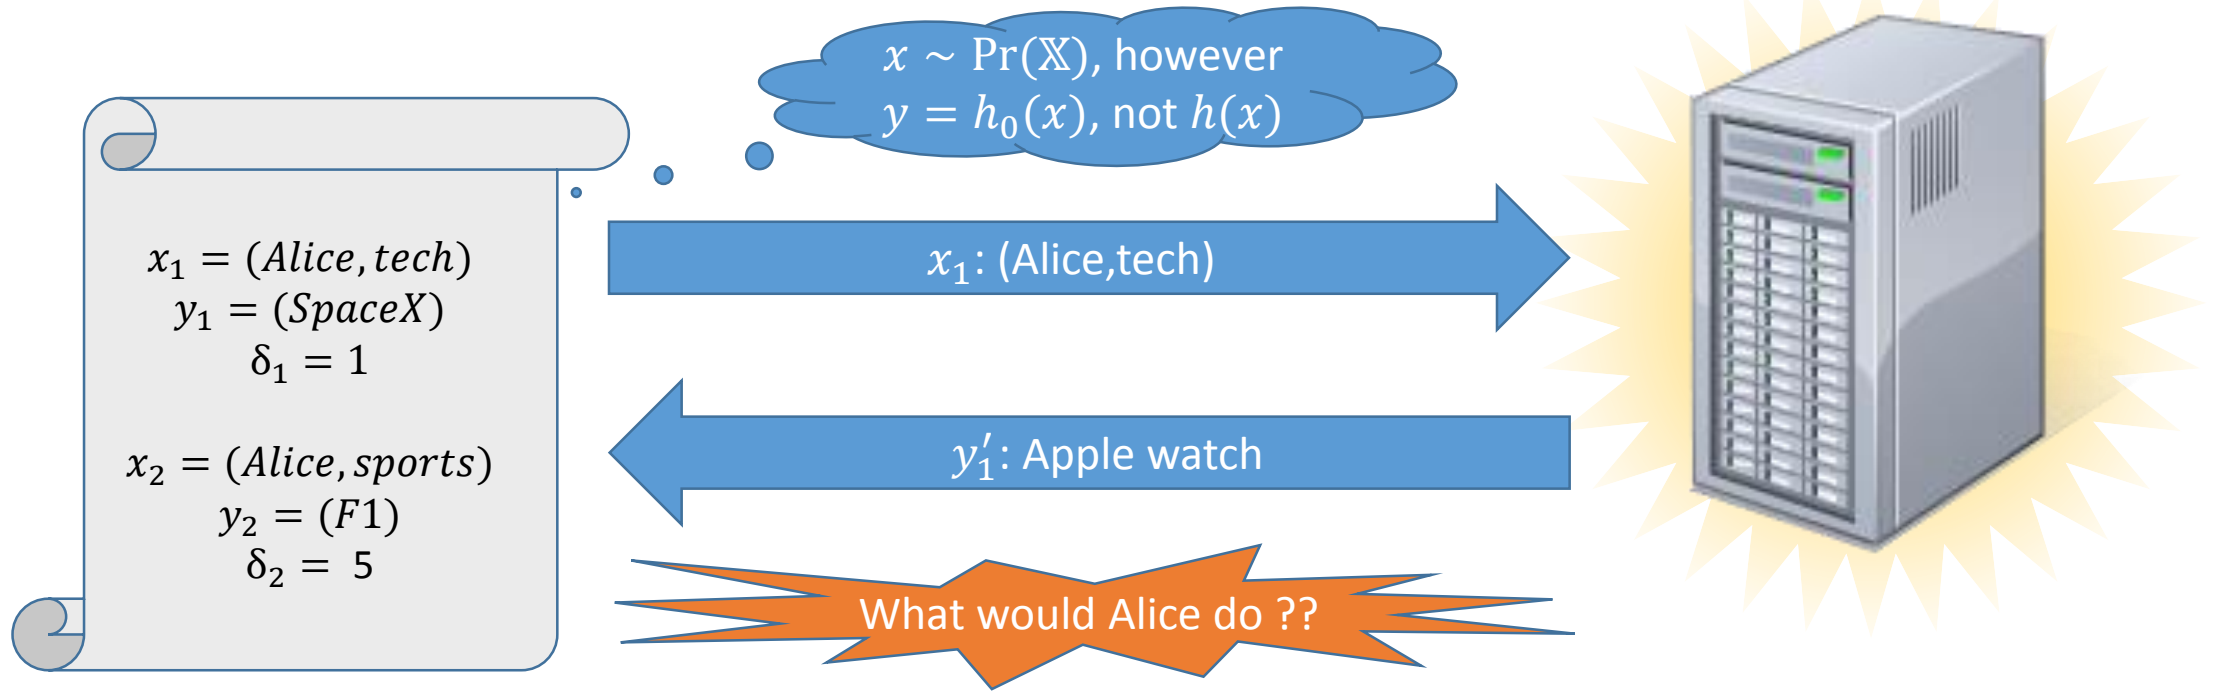 x ~ Pr(𝕏), however
y = h₀(x), not h(x)
x₁ = (Alice, tech)
y₁ = (SpaceX)
δ₁ = 1
x₂ = (Alice, sports)
y₂ = (F1)
δ₂ = 5
x₁: (Alice,tech)
y₁′: Apple watch
What would Alice do ??